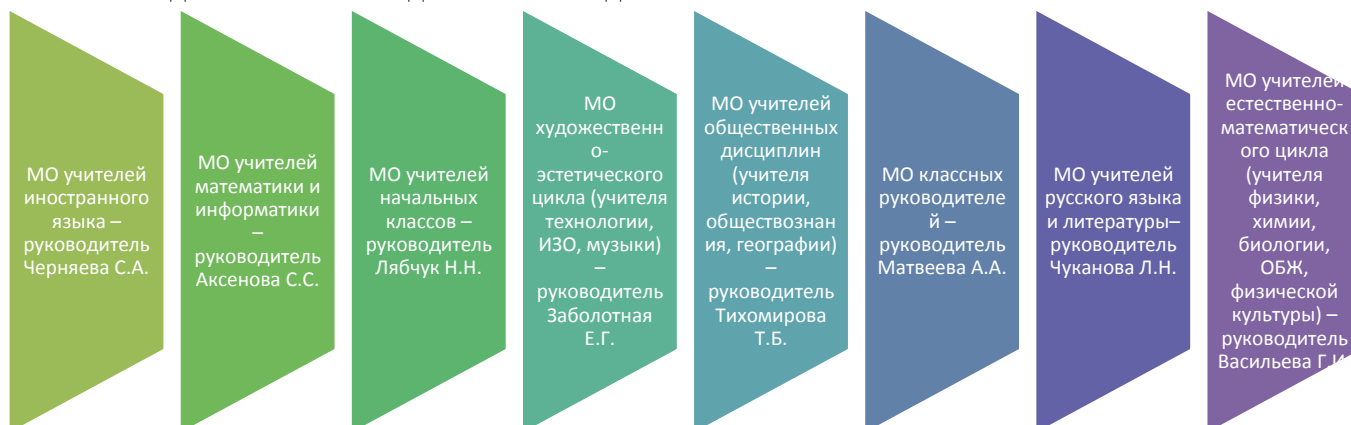 МО учителей
иностранного
языка –
руководитель
Черняева С.А.
МО учителей
математики и
информатики
–
руководитель
Аксенова С.С.
МО учителей
начальных
классов –
руководитель
Лябчук Н.Н.
МО
художественн
о-
эстетического
цикла (учителя
технологии,
ИЗО, музыки)
–
руководитель
Заболотная
Е.Г.
МО учителей
общественных
дисциплин
(учителя
истории,
обществознан
ия, географии)
–
руководитель
Тихомирова
Т.Б.
МО классных
руководителе
й –
руководитель
Матвеева А.А.
МО учителей
русского языка
и литературы–
руководитель
Чуканова Л.Н.
МО учителей
естественно-
математическ
ого цикла
(учителя
физики,
химии,
биологии,
ОБЖ,
физической
культуры) –
руководитель
Васильева Г.И.